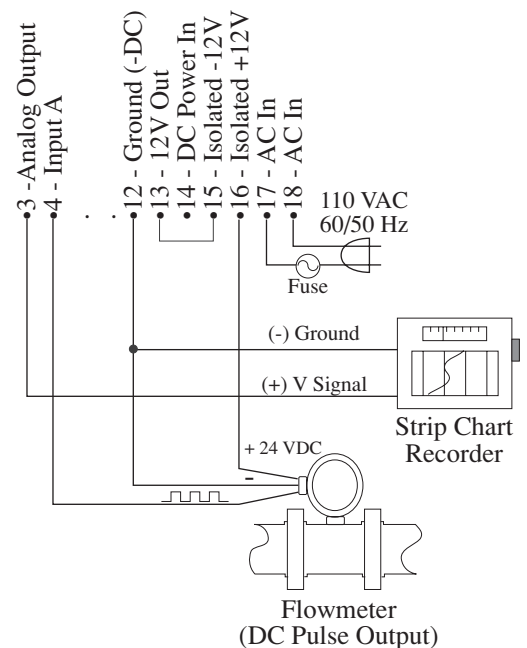 3 -Analog Output
4 - Input A
. .
12 - Ground (-DC)
13 - 12V Out
14 - DC Power In
15 - Isolated -12V
16 - Isolated +12V
17 - AC In
18 - AC In
110 VAC
60/50 Hz
Fuse
(-) Ground
(+) V Signal
Strip Chart
Recorder
+ 24 VDC
-
Flowmeter
(DC Pulse Output)